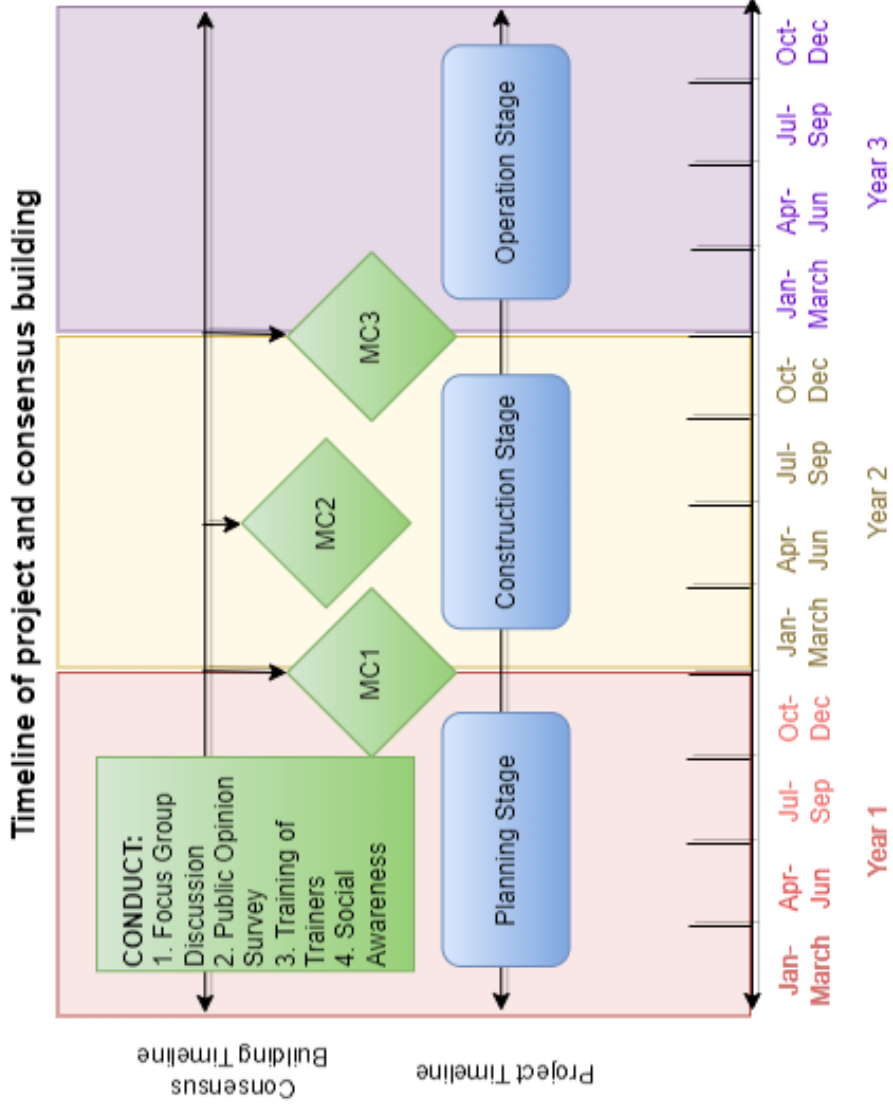 Timeline of project and consensus building
Consensus
Building Timeline
CONDUCT:
1. Focus Group
Discussion
2. Public Opinion
Survey
3. Training of
Trainers
4. Social
Awareness
MC1
MC2
MC3
Project Timeline
Planning Stage
Construction Stage
Operation Stage
Jan-
March
Apr-
Jun
Jul-
Sep
Oct-
Dec
Jan-
March
Apr-
Jun
Jul-
Sep
Oct-
Dec
Jan-
March
Apr-
Jun
Jul-
Sep
Oct-
Dec
Year 1
Year 2
Year 3